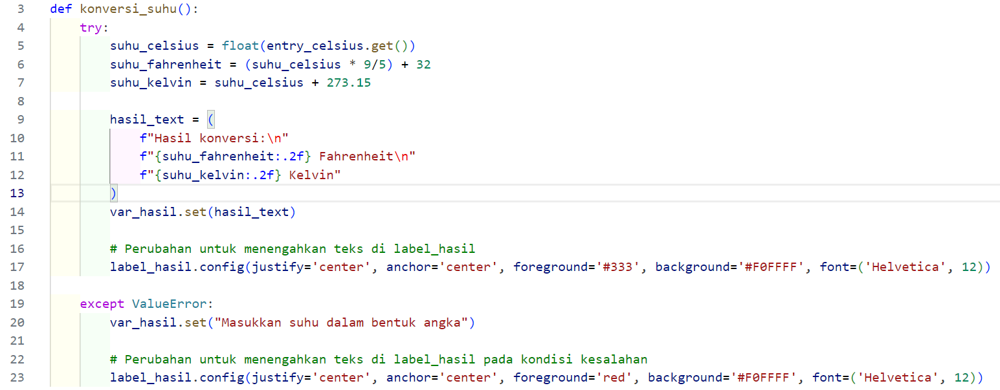 3 def konversi_suhu():
4 try:
5 suhu_celsius = float(entry_celsius.get())
6 suhu_fahrenheit = (suhu_celsius * 9/5) + 32
7 suhu_kelvin = suhu_celsius + 273.15
8
9 hasil_text = (
10 f"Hasil konversi:\n"
11 f"{suhu_fahrenheit:.2f} Fahrenheit\n"
12 f"{suhu_kelvin:.2f} Kelvin"
13 )
14 var_hasil.set(hasil_text)
15
16 # Perubahan untuk menengahkan teks di label_hasil
17 label_hasil.config(justify='center', anchor='center', foreground='#333', background='#F0FFFF', font=('Helvetica', 12))
18
19 except ValueError:
20 var_hasil.set("Masukkan suhu dalam bentuk angka")
21
22 # Perubahan untuk menengahkan teks di label_hasil pada kondisi kesalahan
23 label_hasil.config(justify='center', anchor='center', foreground='red', background='#F0FFFF', font=('Helvetica', 12))